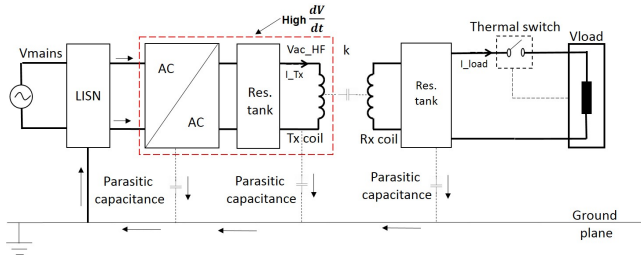 High dV
dt
Vmains
LISN
AC
AC
Res.
tank
Vac_HF
I_Tx
Tx coil
k
Rx coil
Res.
tank
Thermal switch
I_load
Vload
Parasitic
capacitance
Parasitic
capacitance
Parasitic
capacitance
Ground
plane